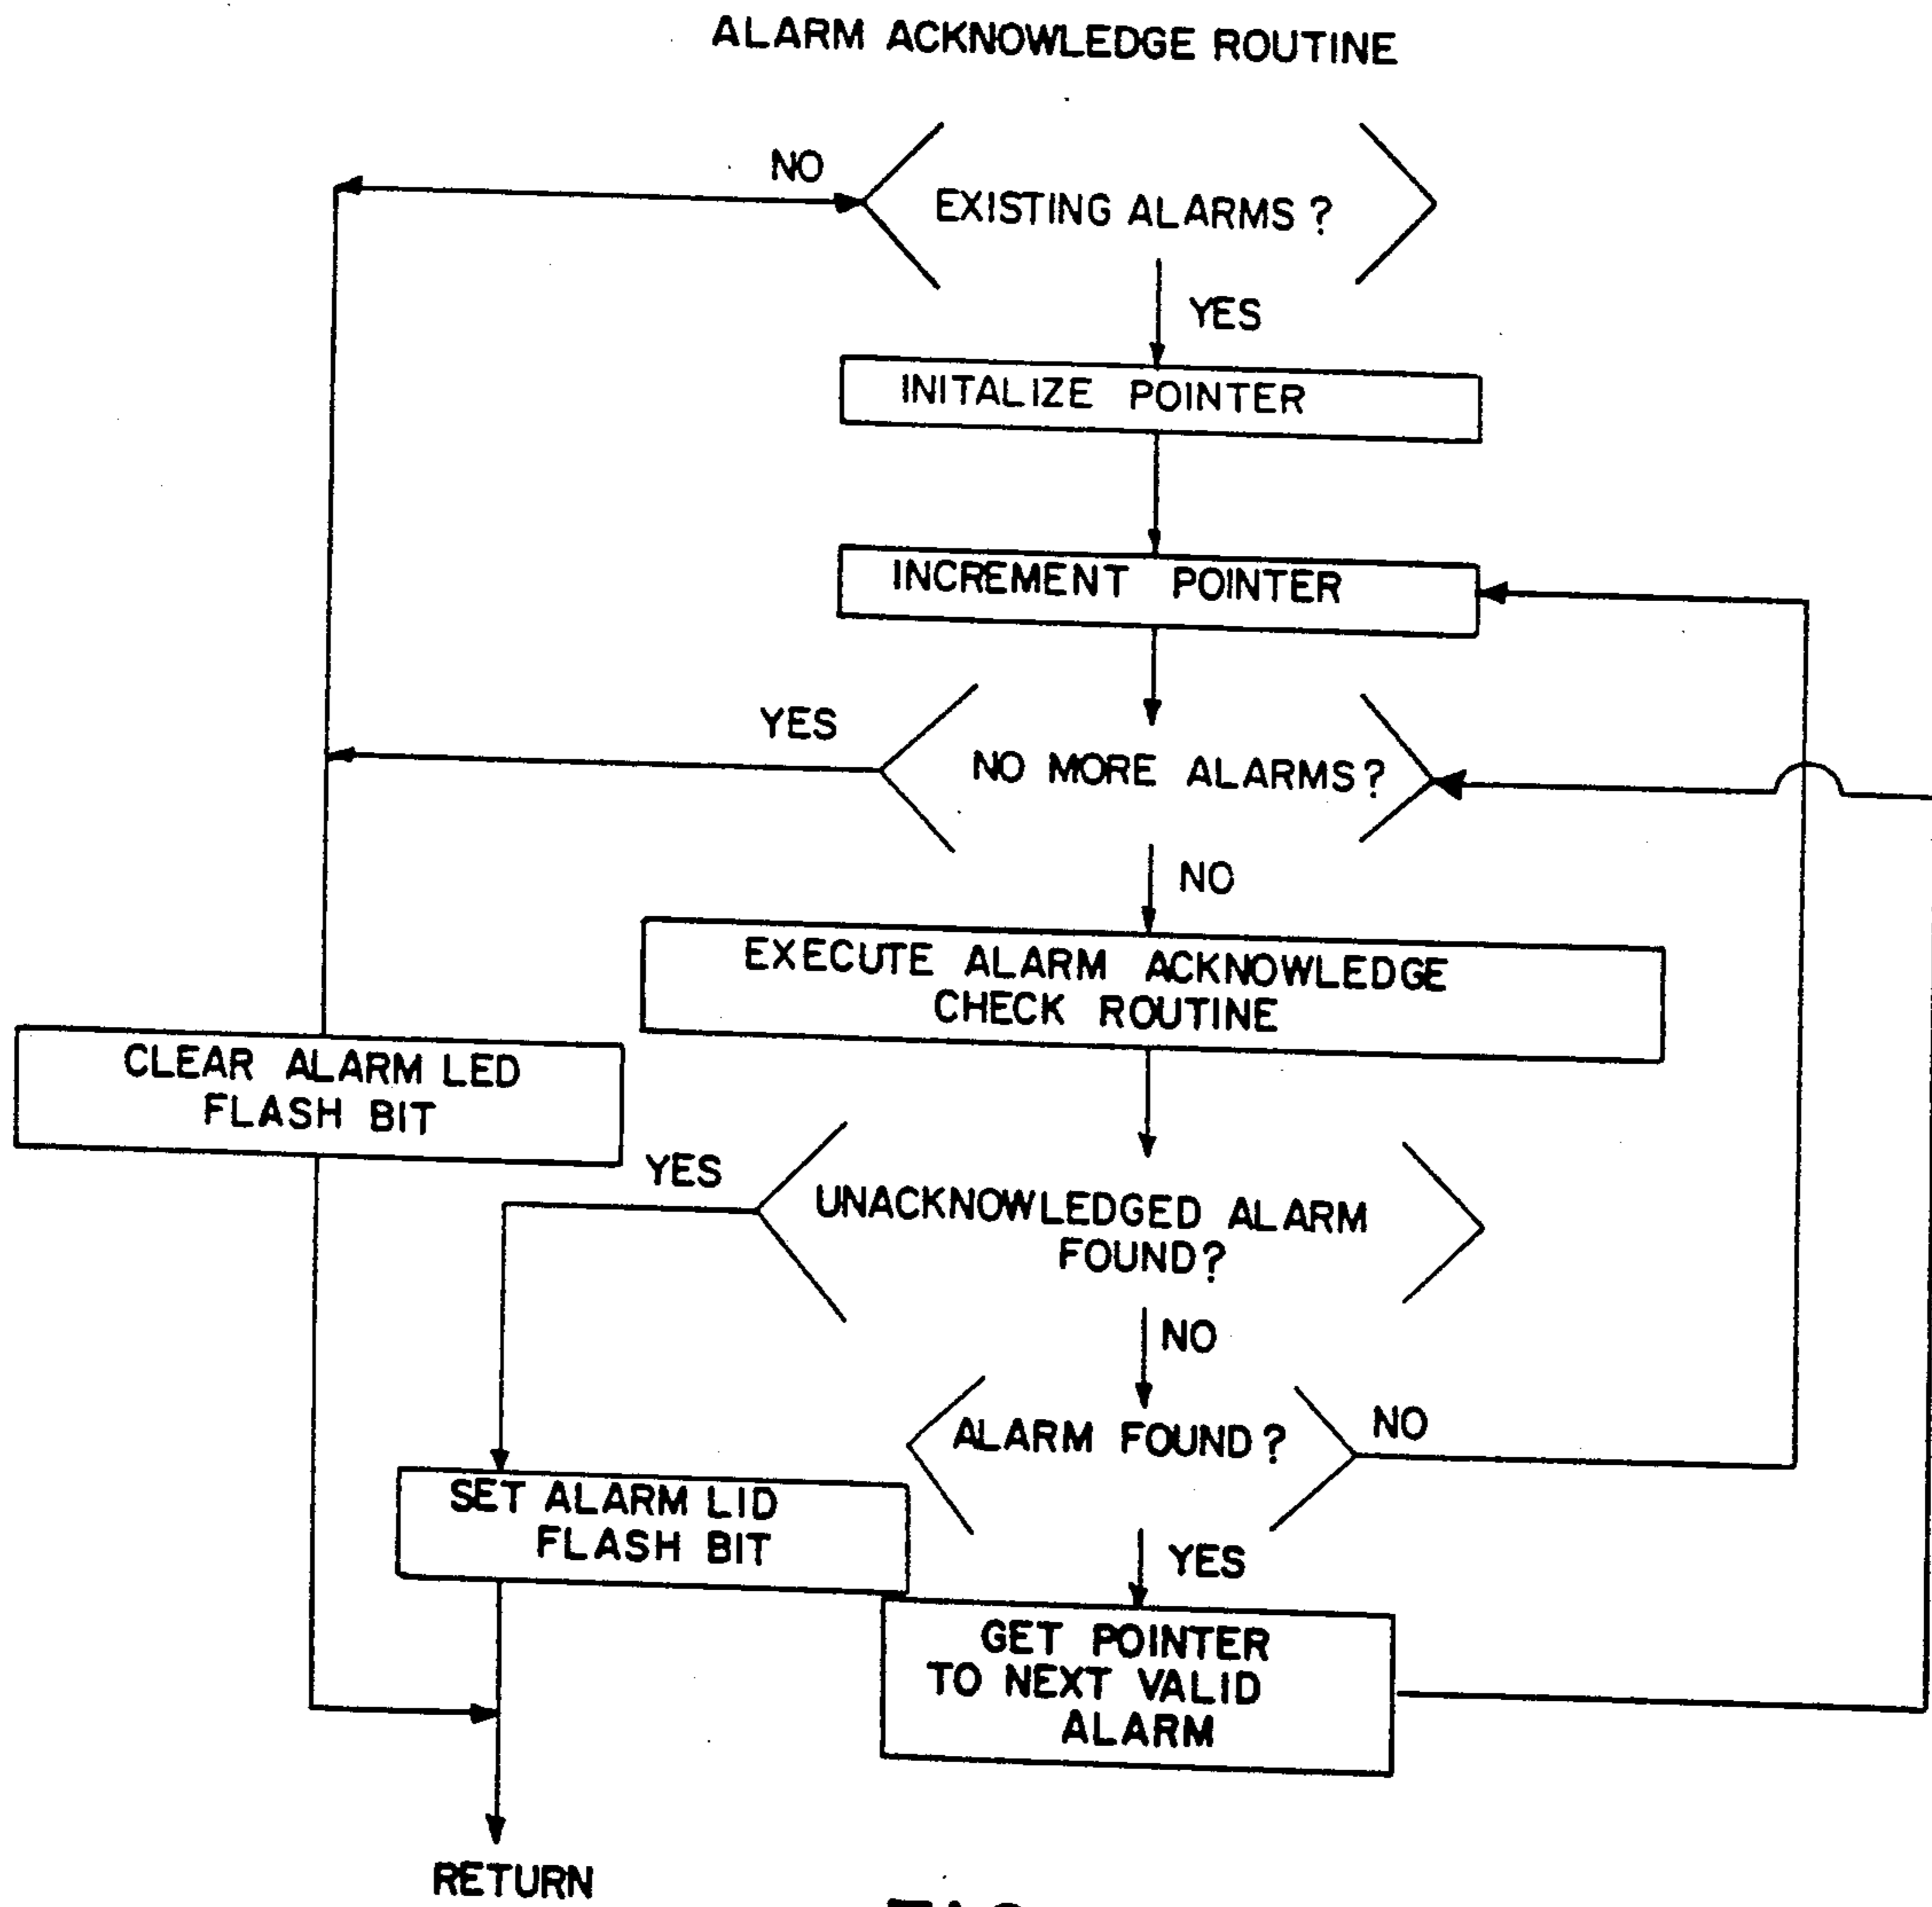 ALARM ACKNOWLEDGE ROUTINE
NO
EXISTING ALARMS?
YES
INITALIZE POINTER
INCREMENT POINTER
YES
NO MORE ALARMS?
NO
EXECUTE ALARM ACKNOWLEDGE
CHECK ROUTINE
CLEAR ALARM LED
FLASH BIT
YES
UNACKNOWLEDGED ALARM
FOUND?
NO
ALARM FOUND?
NO
SET ALARM LID
FLASH BIT
YES
GET POINTER
TO NEXT VALID
ALARM
RETURN